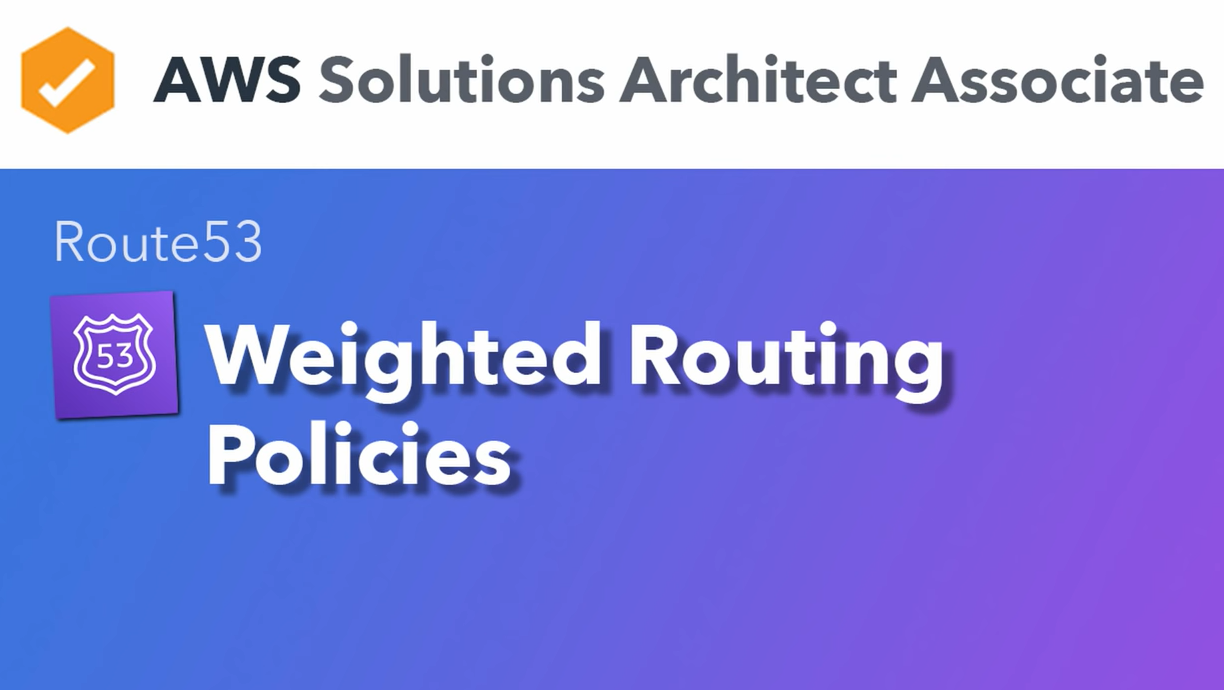 AWS Solutions Architect Associate
Route53
53
Weighted Routing
Policies